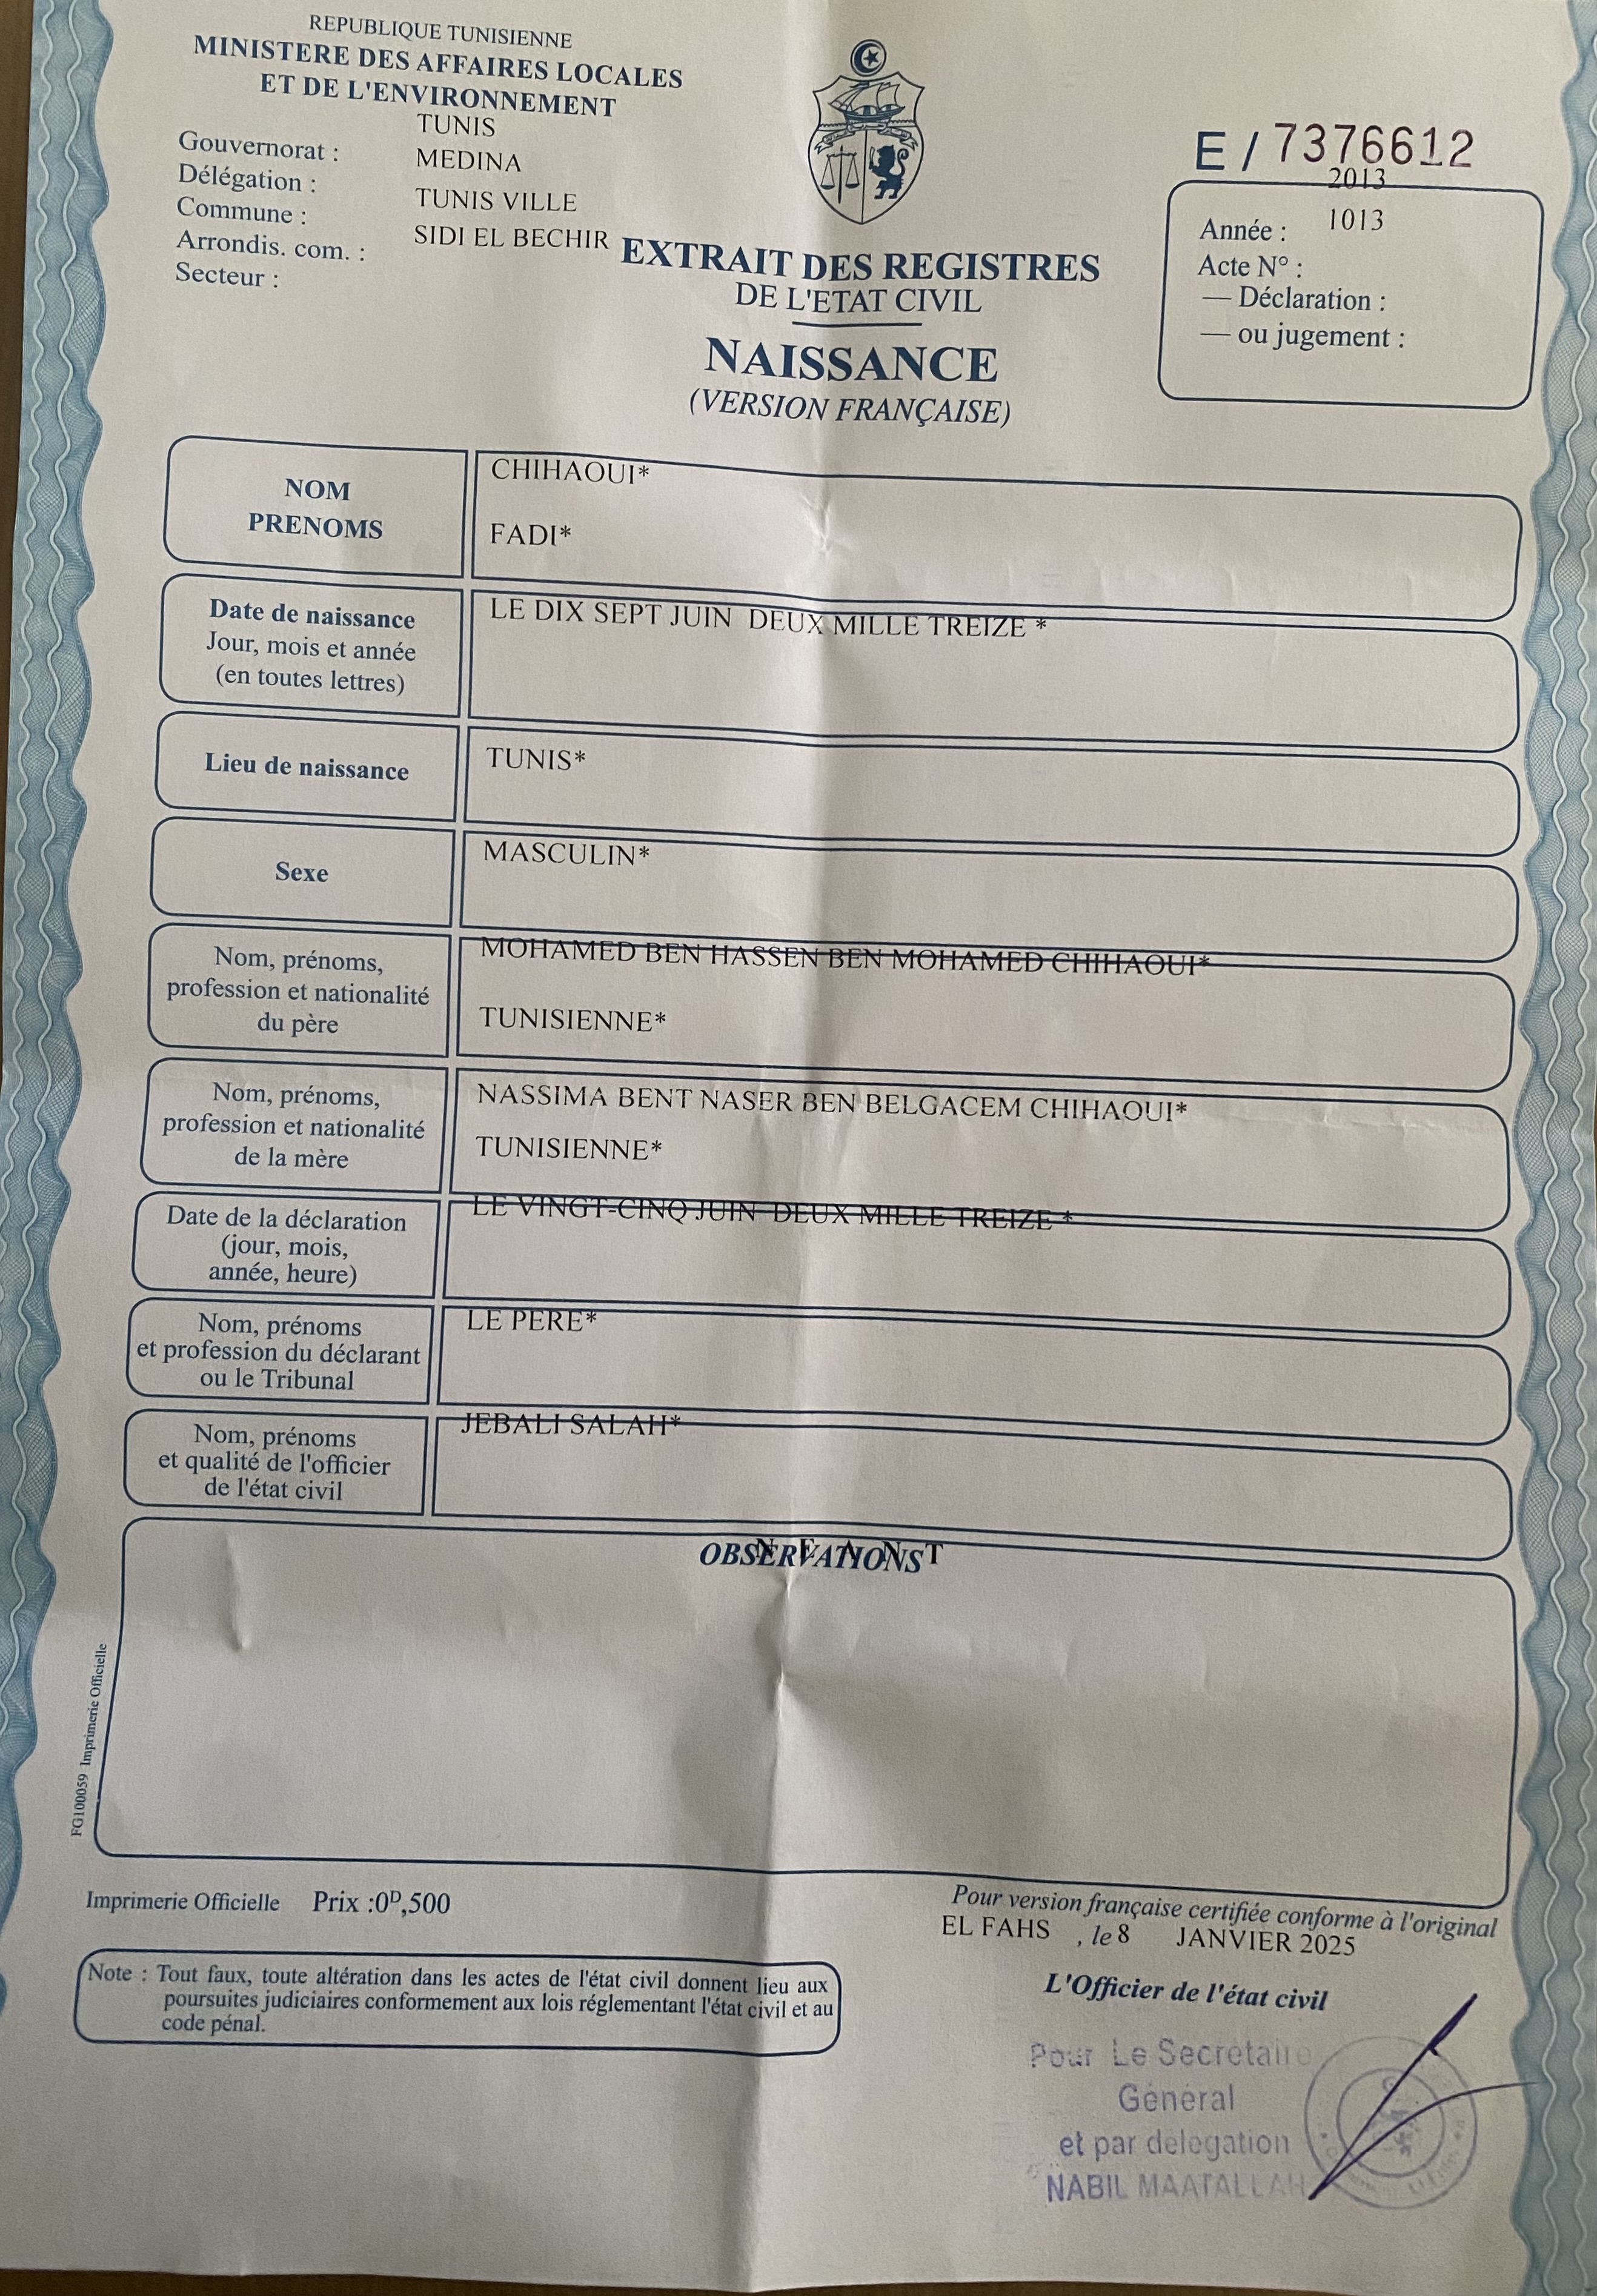 REPUBLIQUE TUNISIENNE
MINISTERE DES AFFAIRES LOCALES
ET DE L'ENVIRONNEMENT
Gouvernorat : TUNIS
Délégation : MEDINA
Commune : TUNIS VILLE
Arrondis. com. : SIDI EL BECHIR
Secteur :
E / 7376612
2013
Année : 1013
Acte N° :
— Déclaration :
— ou jugement :
EXTRAIT DES REGISTRES
DE L'ETAT CIVIL
NAISSANCE
(VERSION FRANÇAISE)
NOM CHIHAOUI*
PRENOMS FADI*
Date de naissance LE DIX SEPT JUIN DEUX MILLE TREIZE *
Jour, mois et année
(en toutes lettres)
Lieu de naissance TUNIS*
Sexe MASCULIN*
Nom, prénoms, MOHAMED BEN HASSEN BEN MOHAMED CHIHAOUI*
profession et nationalité
du père TUNISIENNE*
Nom, prénoms, NASSIMA BENT NASER BEN BELGACEM CHIHAOUI*
profession et nationalité
de la mère TUNISIENNE*
Date de la déclaration LE VINGT-CINQ JUIN DEUX MILLE TREIZE *
(jour, mois,
année, heure)
Nom, prénoms LE PERE*
et profession du déclarant
ou le Tribunal
Nom, prénoms JEBALI SALAH*
et qualité de l'officier
de l'état civil
OBSERVATIONS
N E A N T
FG100059 Imprimerie Officielle
Imprimerie Officielle Prix :0ᴰ,500
Pour version française certifiée conforme à l'original
EL FAHS , le 8 JANVIER 2025
L'Officier de l'état civil
Note : Tout faux, toute altération dans les actes de l'état civil donnent lieu aux
poursuites judiciaires conformement aux lois réglementant l'état civil et au
code pénal.
Pour Le Secrétaire
Général
et par délegation
NABIL MAATALLAH